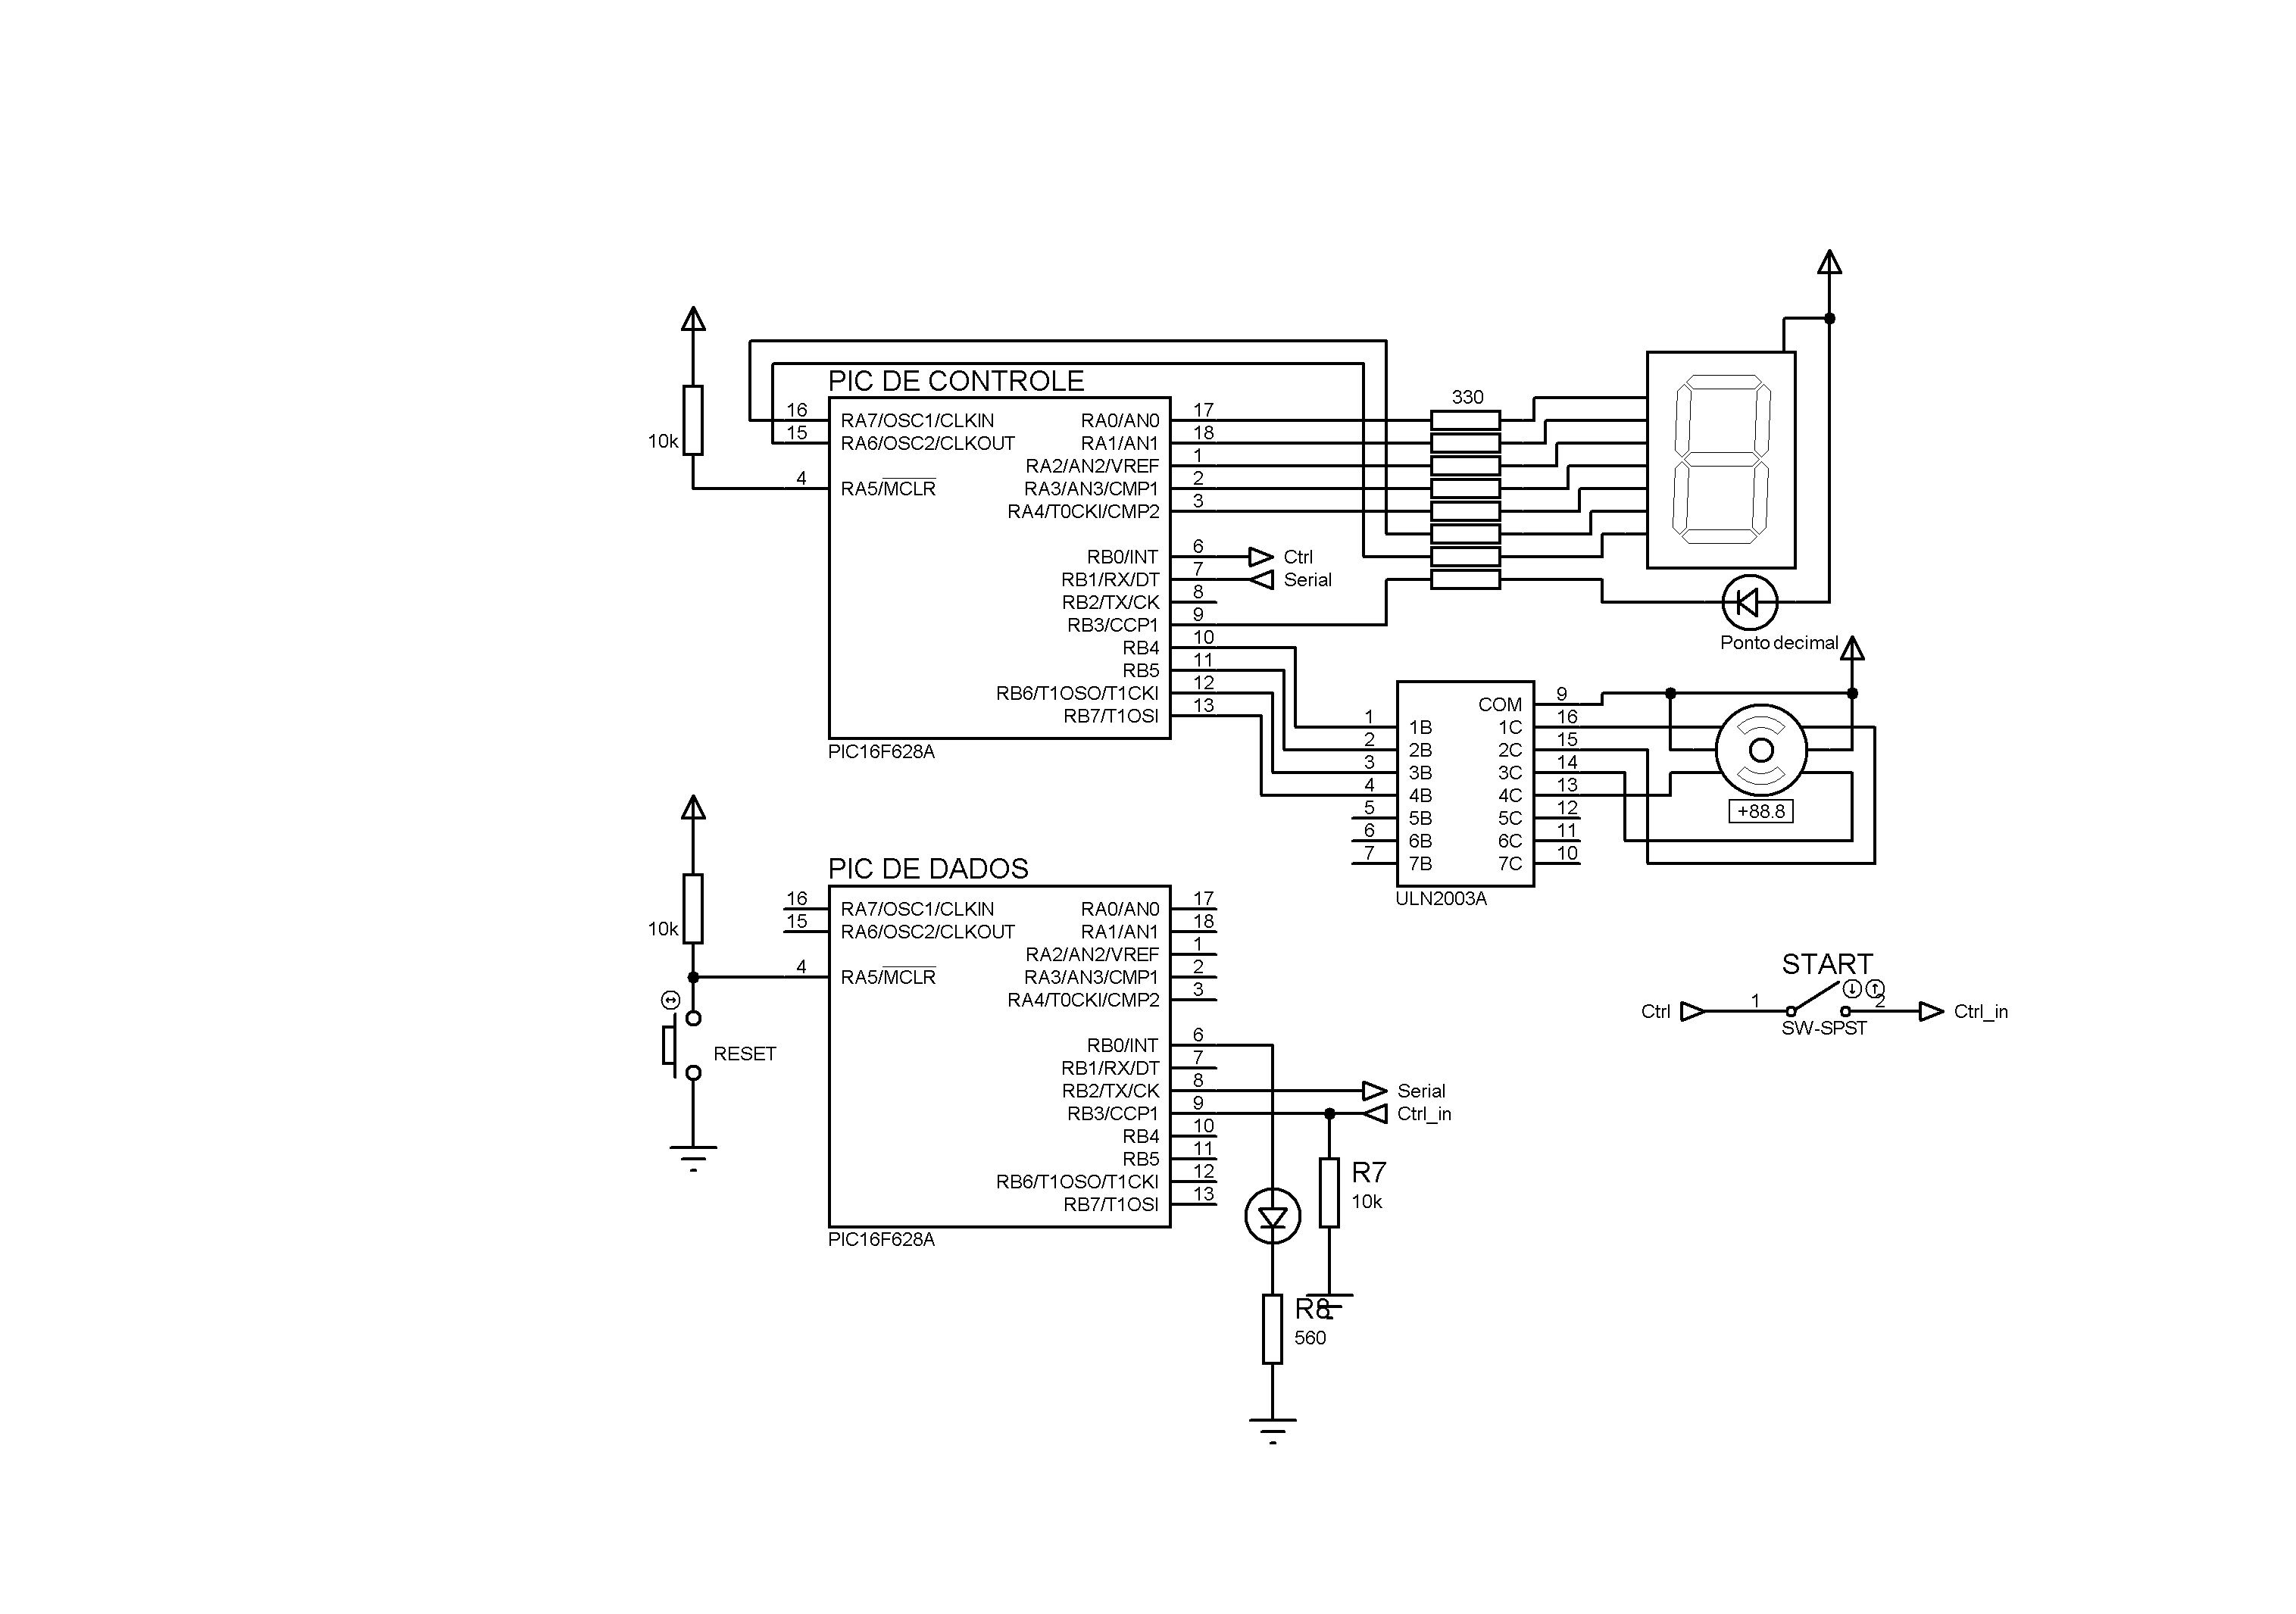 PIC DE CONTROLE
330
10k
16 RA7/OSC1/CLKIN RA0/AN0 17
15 RA6/OSC2/CLKOUT RA1/AN1 18
RA2/AN2/VREF 1
4 RA5/MCLR RA3/AN3/CMP1 2
RA4/T0CKI/CMP2 3
RB0/INT 6 Ctrl
RB1/RX/DT 7 Serial
RB2/TX/CK 8
RB3/CCP1 9
RB4 10
RB5 11
RB6/T1OSO/T1CKI 12
RB7/T1OSI 13
PIC16F628A
Ponto decimal
COM 9
1 1B 1C 16
2 2B 2C 15
3 3B 3C 14
4 4B 4C 13
5 5B 5C 12
6 6B 6C 11
7 7B 7C 10
ULN2003A
+88.8
PIC DE DADOS
10k
16 RA7/OSC1/CLKIN RA0/AN0 17
15 RA6/OSC2/CLKOUT RA1/AN1 18
RA2/AN2/VREF 1
4 RA5/MCLR RA3/AN3/CMP1 2
RA4/T0CKI/CMP2 3
RB0/INT 6
RB1/RX/DT 7
RB2/TX/CK 8 Serial
RB3/CCP1 9 Ctrl_in
RB4 10
RB5 11
RB6/T1OSO/T1CKI 12
RB7/T1OSI 13
PIC16F628A
RESET
START
Ctrl 1 2 Ctrl_in
SW-SPST
R7
10k
R8
560